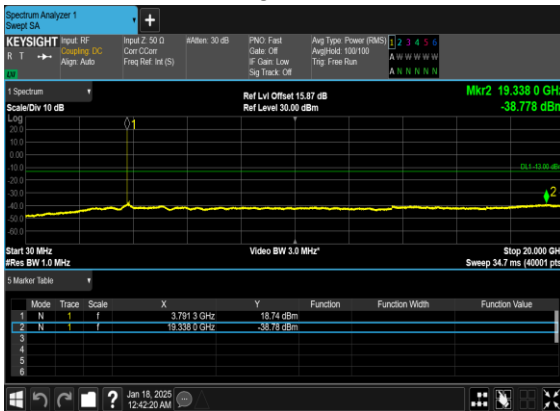 Spectrum Analyzer 1
Swept SA
KEYSIGHT Input: RF Input Z: 50 Ω #Atten: 30 dB PNO: Fast Avg Type: Power (RMS) 1 2 3 4 5 6
R T Coupling: DC Corr CCorr Gate: Off Avg|Hold: 100/100 A W W W W W
Align: Auto Freq Ref: Int (S) IF Gain: Low Trig: Free Run
Sig Track: Off A N N N N N
1 Spectrum Ref Lvl Offset 15.87 dB Mkr2 19.338 0 GHz
Scale/Div 10 dB Ref Level 30.00 dBm -38.778 dBm
Log
20.0
10.0
0.00
-10.0
-20.0
-30.0
-40.0
-50.0
-60.0
1
DL1 -13.00 dBm
2
Start 30 MHz Video BW 3.0 MHz* Stop 20.000 GH
#Res BW 1.0 MHz Sweep 34.7 ms (40001 pts
5 Marker Table
Mode Trace Scale X Y Function Function Width Function Value
1 N 1 f 3.791 3 GHz 18.74 dBm
2 N 1 f 19.338 0 GHz -38.78 dBm
3
4
5
6
? Jan 18, 2025
12:42:20 AM